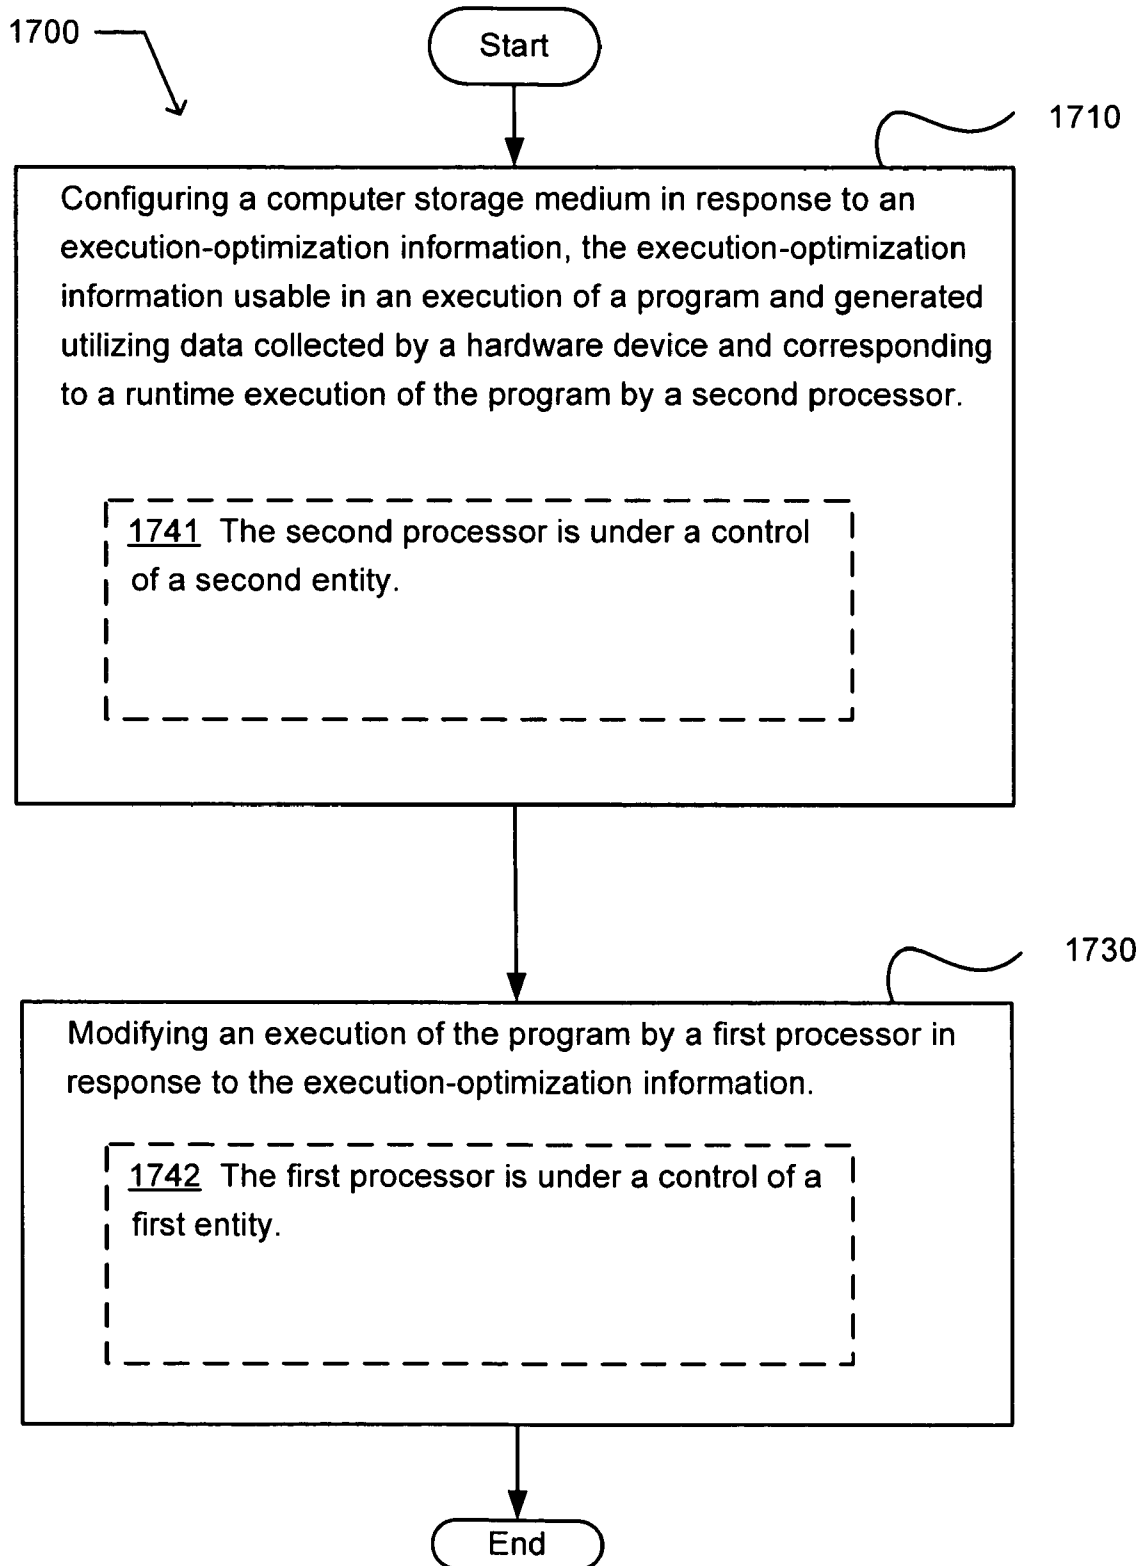 1700
Start
1710
Configuring a computer storage medium in response to an
execution-optimization information, the execution-optimization
information usable in an execution of a program and generated
utilizing data collected by a hardware device and corresponding
to a runtime execution of the program by a second processor.
1741 The second processor is under a control
of a second entity.
1730
Modifying an execution of the program by a first processor in
response to the execution-optimization information.
1742 The first processor is under a control of a
first entity.
End